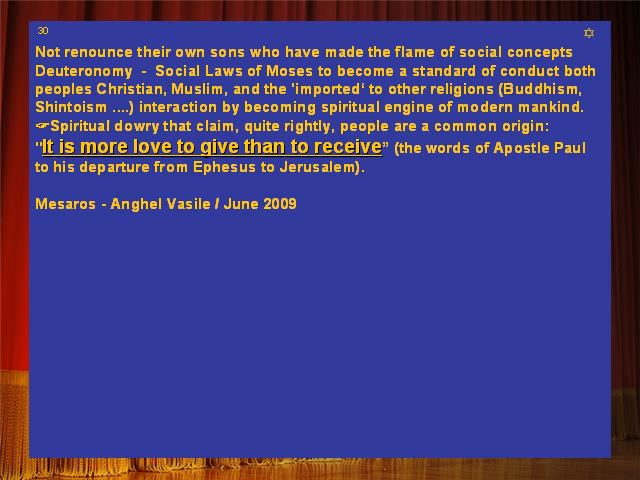 30 ✡
Not renounce their own sons who have made the flame of social concepts
Deuteronomy - Social Laws of Moses to become a standard of conduct both
peoples Christian, Muslim, and the 'imported‘ to other religions (Buddhism,
Shintoism ....) interaction by becoming spiritual engine of modern mankind.
☞Spiritual dowry that claim, quite rightly, people are a common origin:
"It is more love to give than to receive” (the words of Apostle Paul
to his departure from Ephesus to Jerusalem).
Mesaros - Anghel Vasile / June 2009